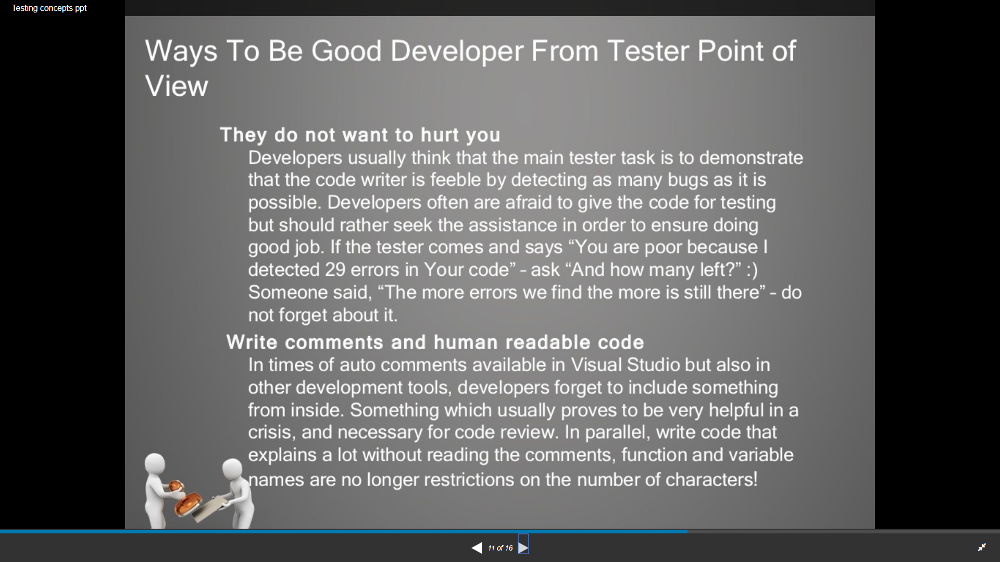 Testing concepts ppt
Ways To Be Good Developer From Tester Point of
View
They do not want to hurt you
Developers usually think that the main tester task is to demonstrate
that the code writer is feeble by detecting as many bugs as it is
possible. Developers often are afraid to give the code for testing
but should rather seek the assistance in order to ensure doing
good job. If the tester comes and says “You are poor because I
detected 29 errors in Your code” - ask “And how many left?” :)
Someone said, “The more errors we find the more is still there” - do
not forget about it.
Write comments and human readable code
In times of auto comments available in Visual Studio but also in
other development tools, developers forget to include something
from inside. Something which usually proves to be very helpful in a
crisis, and necessary for code review. In parallel, write code that
explains a lot without reading the comments, function and variable
names are no longer restrictions on the number of characters!
11 of 16